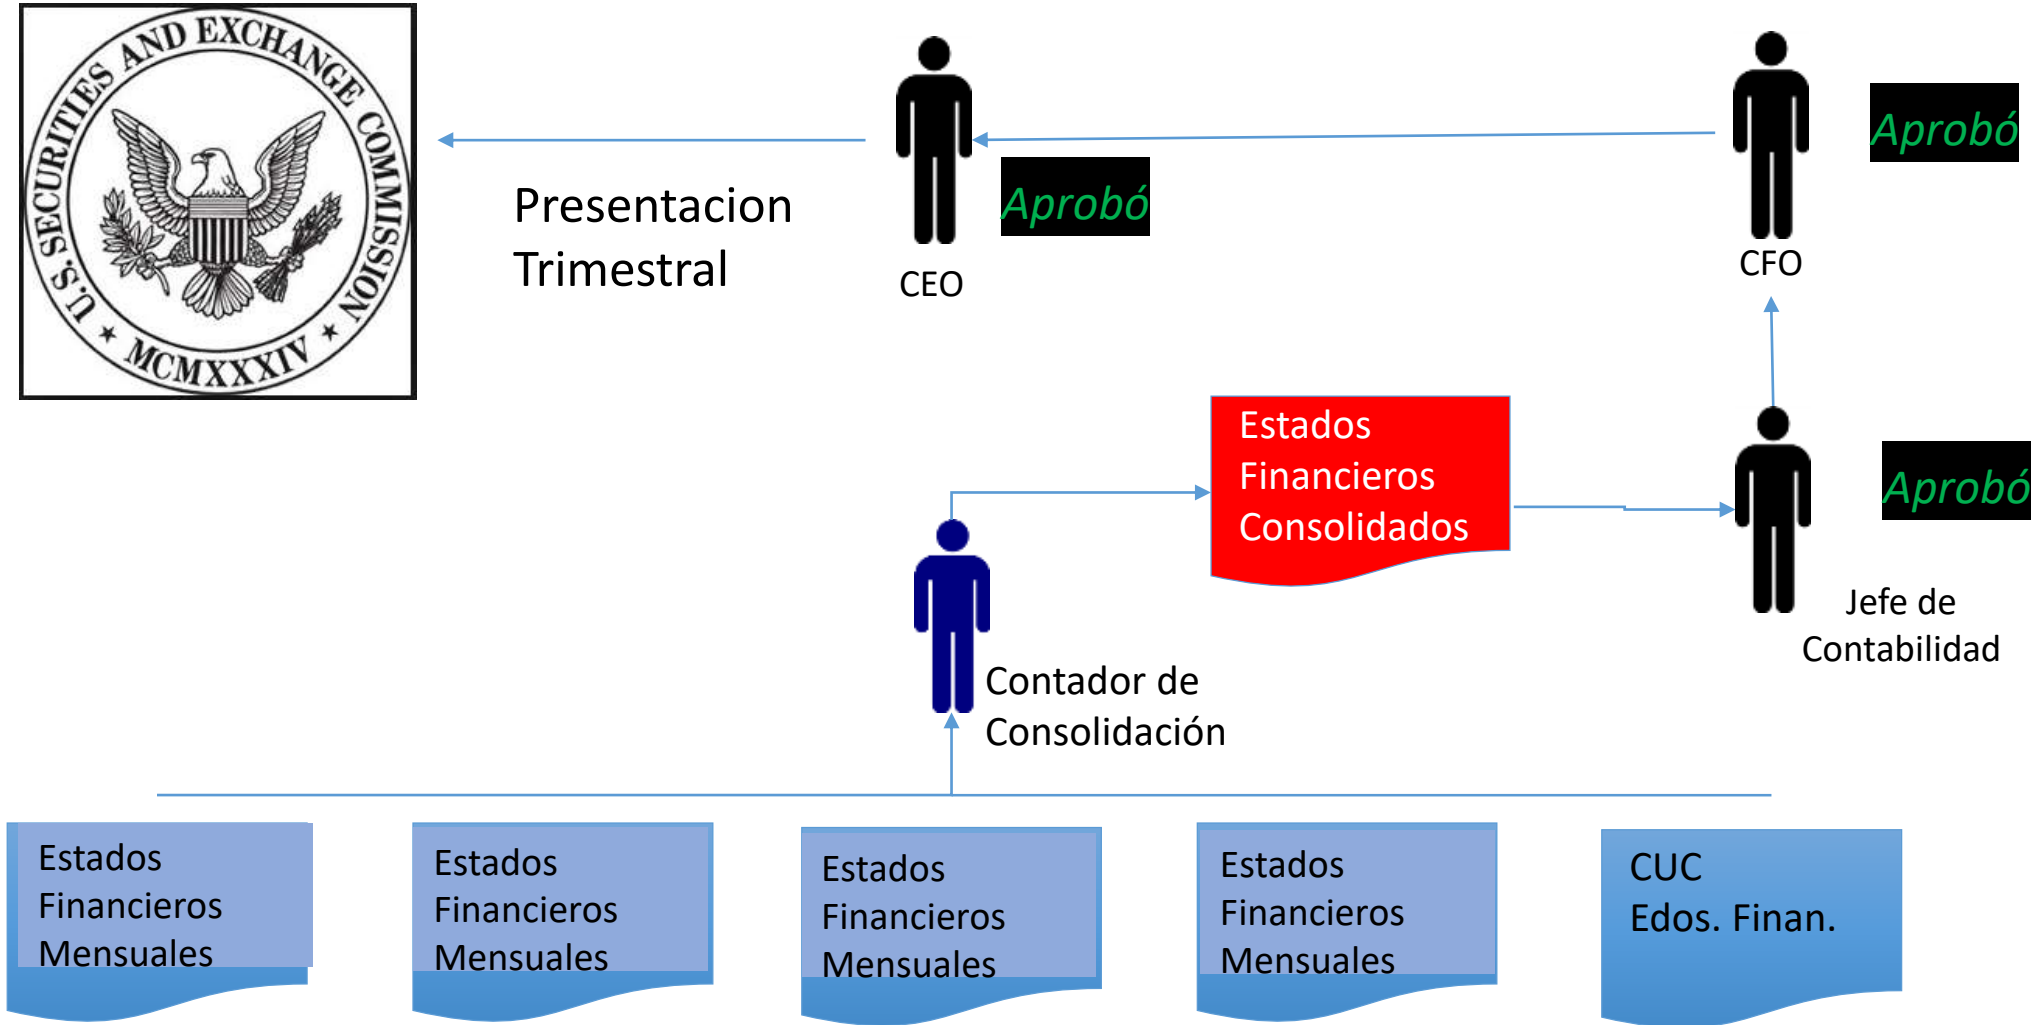 U.S. SECURITIES AND EXCHANGE COMMISSION
MCMXXXIV
Presentacion
Trimestral
Aprobó
CEO
Aprobó
CFO
Estados
Financieros
Consolidados
Aprobó
Jefe de
Contabilidad
Contador de
Consolidación
Estados
Financieros
Mensuales
Estados
Financieros
Mensuales
Estados
Financieros
Mensuales
Estados
Financieros
Mensuales
CUC
Edos. Finan.